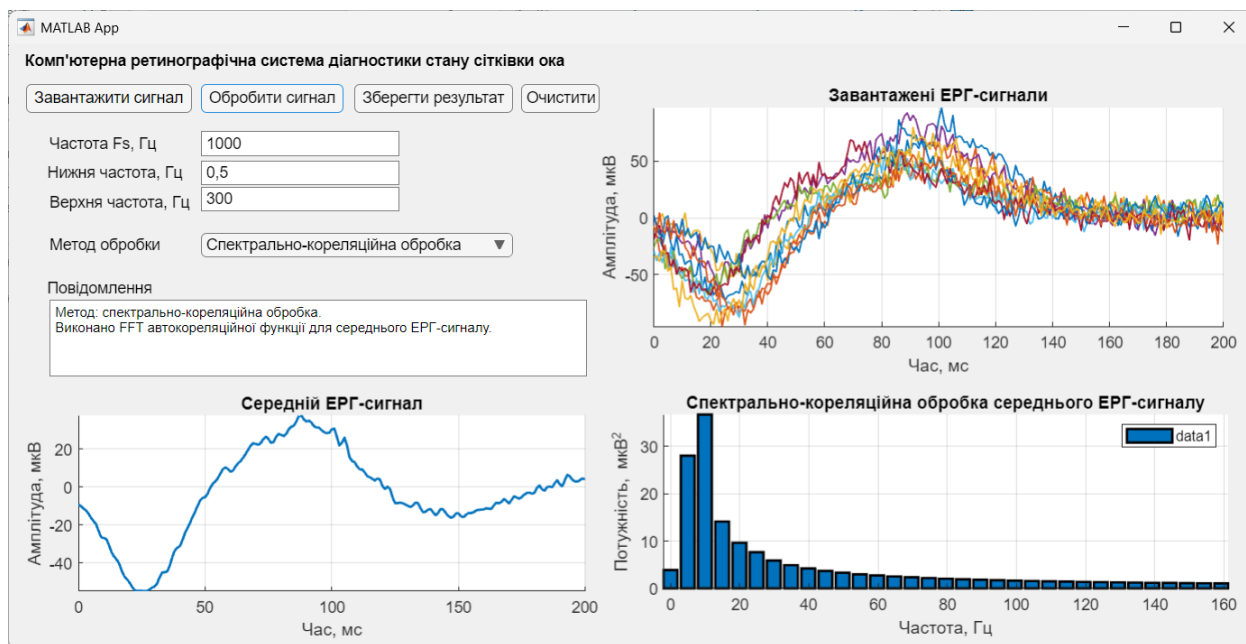 MATLAB App
Комп'ютерна ретинографічна система діагностики стану сітківки ока
Завантажити сигнал Обробити сигнал Зберегти результат Очистити
Частота Fs, Гц 1000
Нижня частота, Гц 0,5
Верхня частота, Гц 300
Метод обробки Спектрально-кореляційна обробка
Повідомлення
Метод: спектрально-кореляційна обробка.
Виконано FFT автокореляційної функції для середнього ЕРГ-сигналу.
Завантажені ЕРГ-сигнали
Амплітуда, мкВ
50
0
-50
0 20 40 60 80 100 120 140 160 180 200
Час, мс
Середній ЕРГ-сигнал
Амплітуда, мкВ
20
0
-20
-40
0 50 100 150 200
Час, мс
Спектрально-кореляційна обробка середнього ЕРГ-сигналу
data1
Потужність, мкВ²
30
20
10
0
0 20 40 60 80 100 120 140 160
Частота, Гц